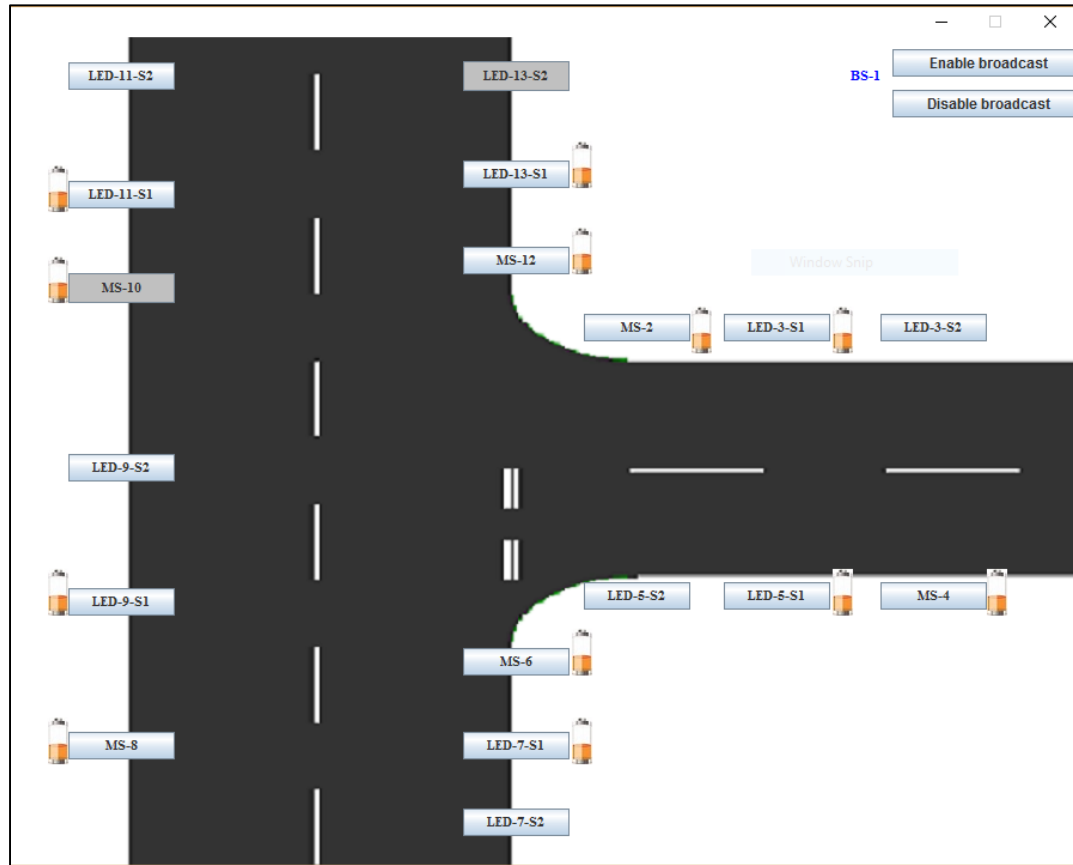 LED-11-S2
LED-13-S2
BS-1
Enable broadcast
Disable broadcast
LED-11-S1
LED-13-S1
MS-10
MS-12
Window Snip
MS-2
LED-3-S1
LED-3-S2
LED-9-S2
LED-9-S1
LED-5-S2
LED-5-S1
MS-4
MS-6
MS-8
LED-7-S1
LED-7-S2